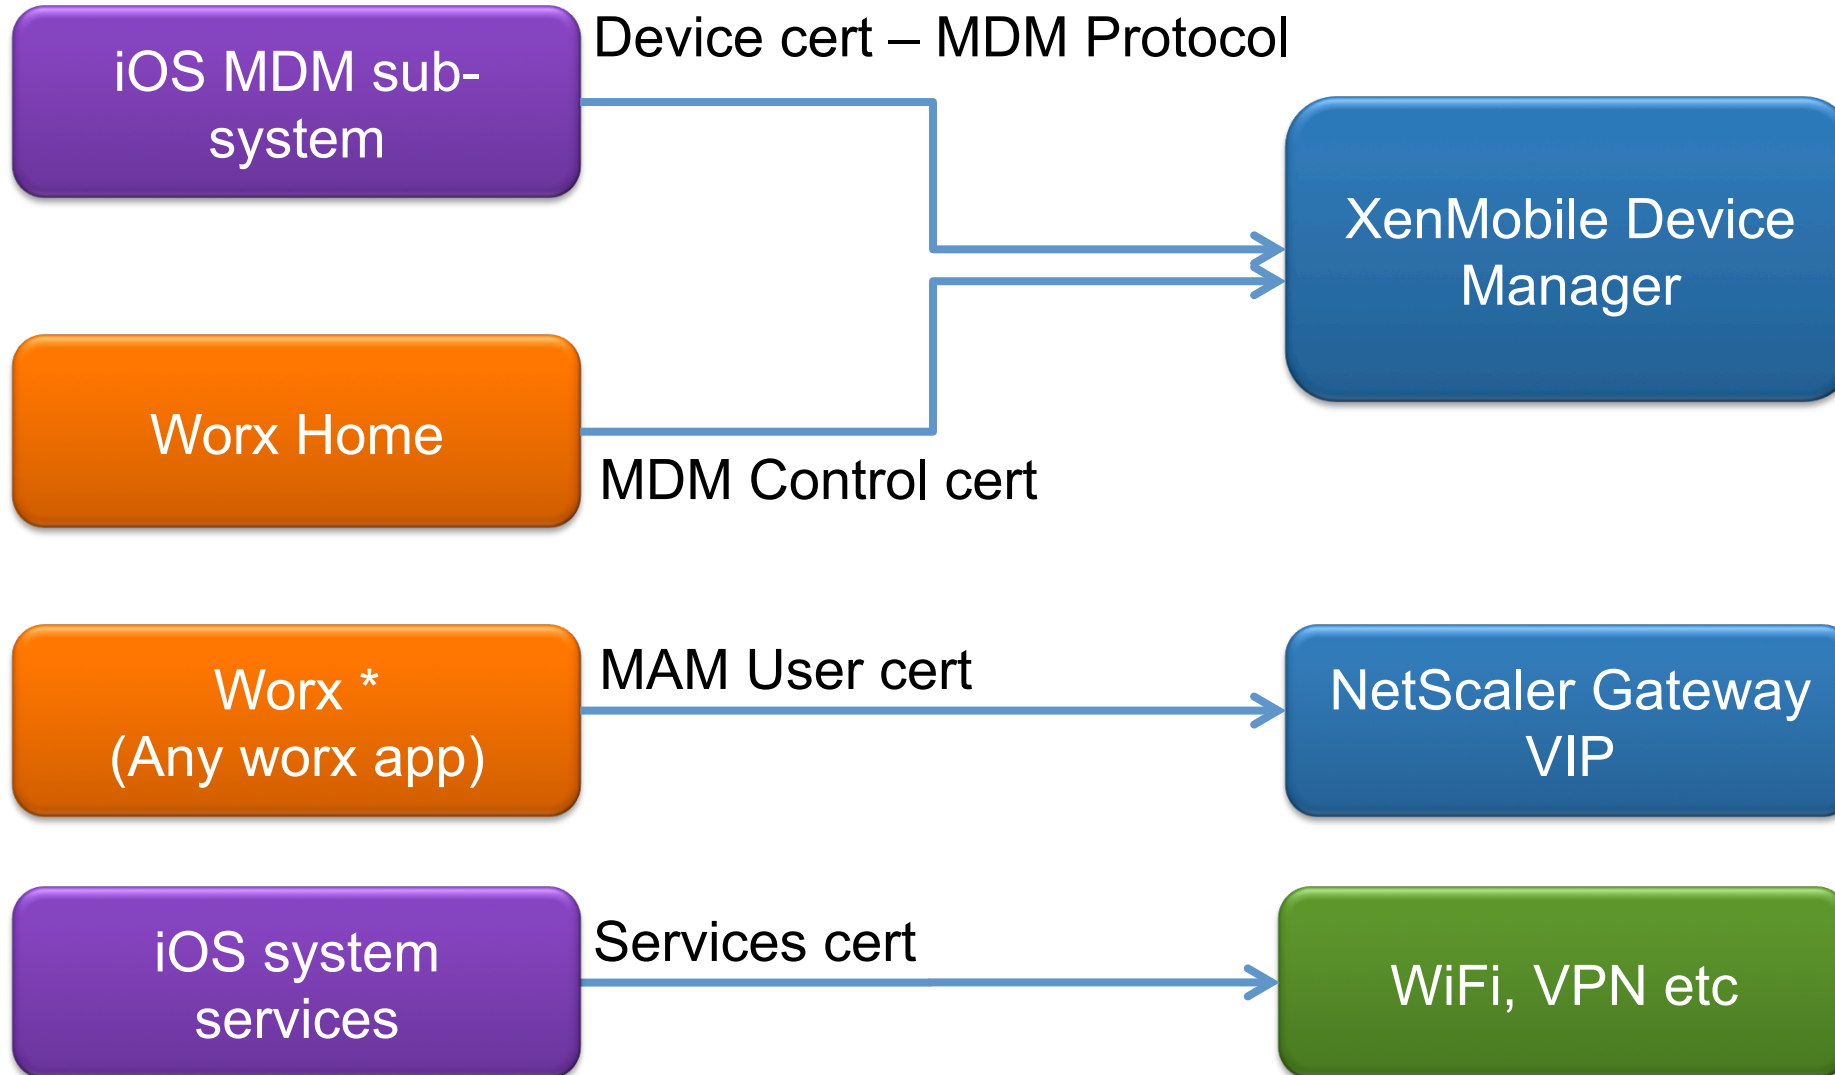 Device cert – MDM Protocol
iOS MDM sub-
system
XenMobile Device
Manager
Worx Home
MDM Control cert
Worx *
(Any worx app)
MAM User cert
NetScaler Gateway
VIP
iOS system
services
Services cert
WiFi, VPN etc